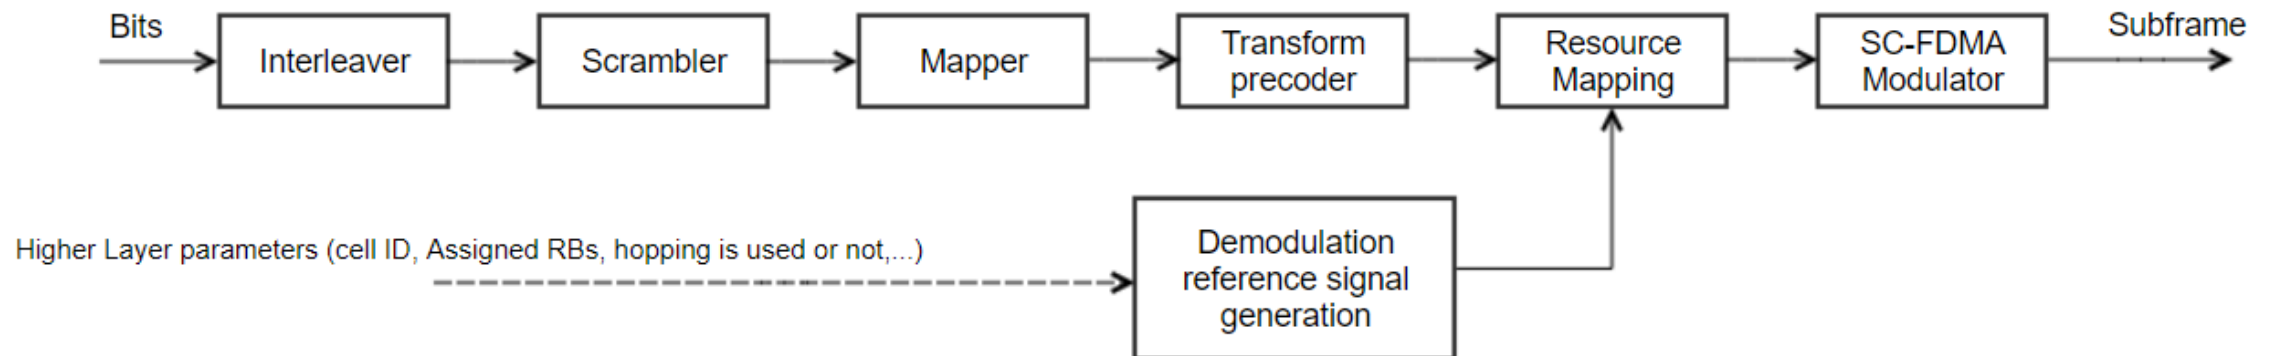 Bits
Interleaver
Scrambler
Mapper
Transform
precoder
Resource
Mapping
SC-FDMA
Modulator
Subframe
Higher Layer parameters (cell ID, Assigned RBs, hopping is used or not,...)
Demodulation
reference signal
generation